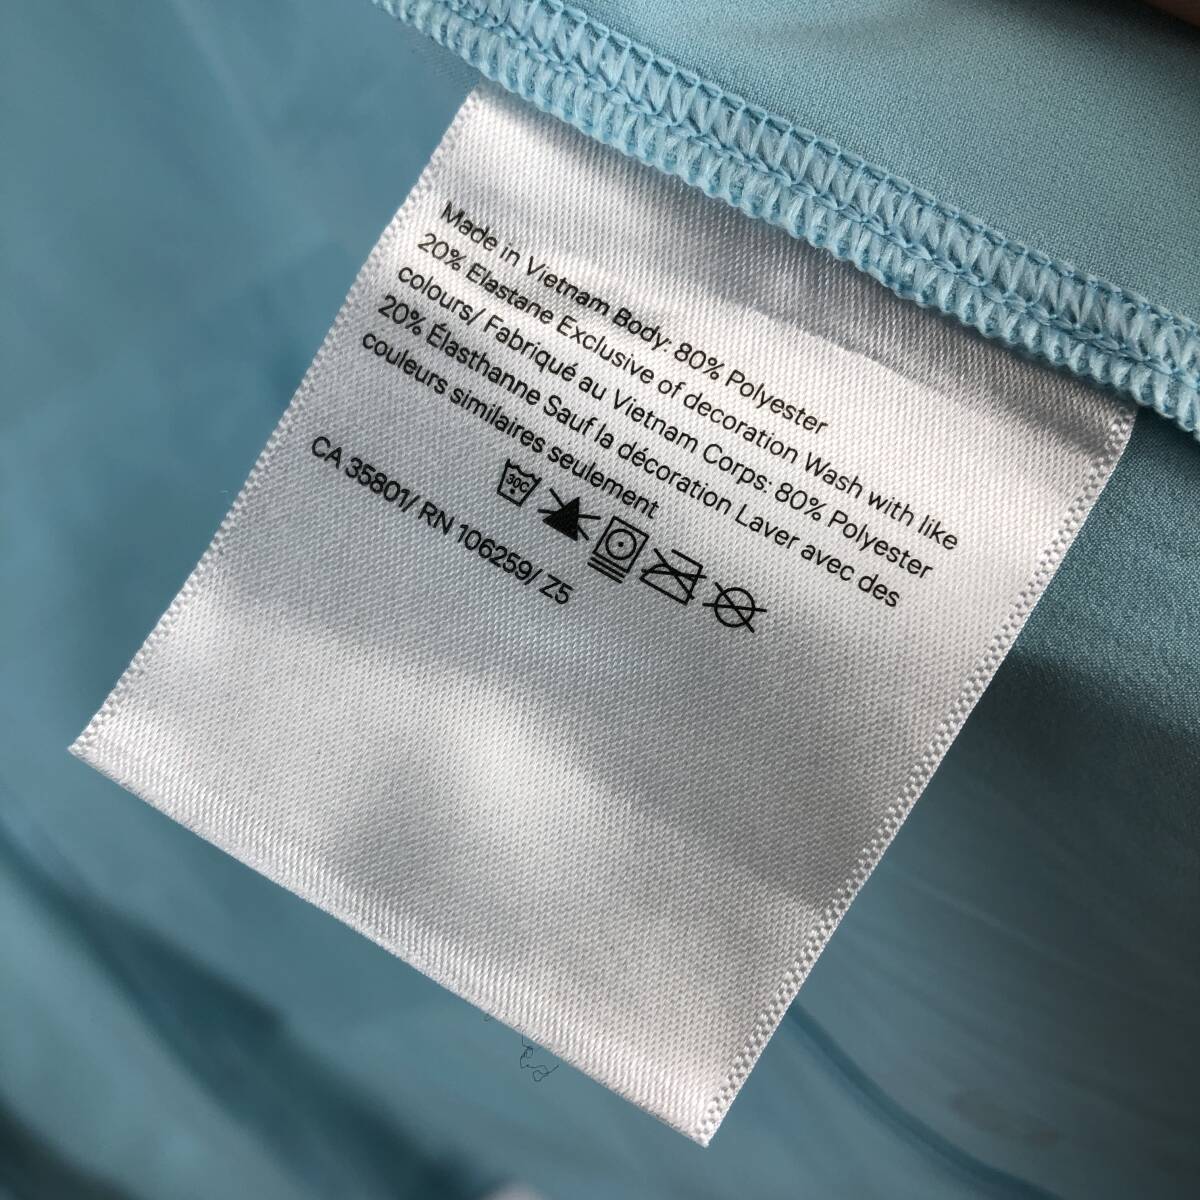 Made in Vietnam Body: 80% Polyester
20% Elastane Exclusive of decoration Wash with like
colours/ Fabriqué au Vietnam Corps: 80% Polyester
20% Élasthanne Sauf la décoration Laver avec des
couleurs similaires seulement
30C
CA 35801/ RN 106259/ Z5